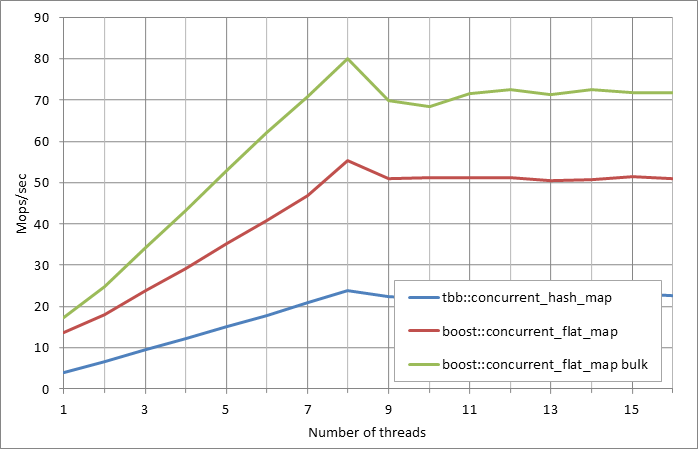 90
80
70
60
50
40
30
20
10
0
Mops/sec
tbb::concurrent_hash_map
boost::concurrent_flat_map
boost::concurrent_flat_map bulk
1 3 5 7 9 11 13 15
Number of threads